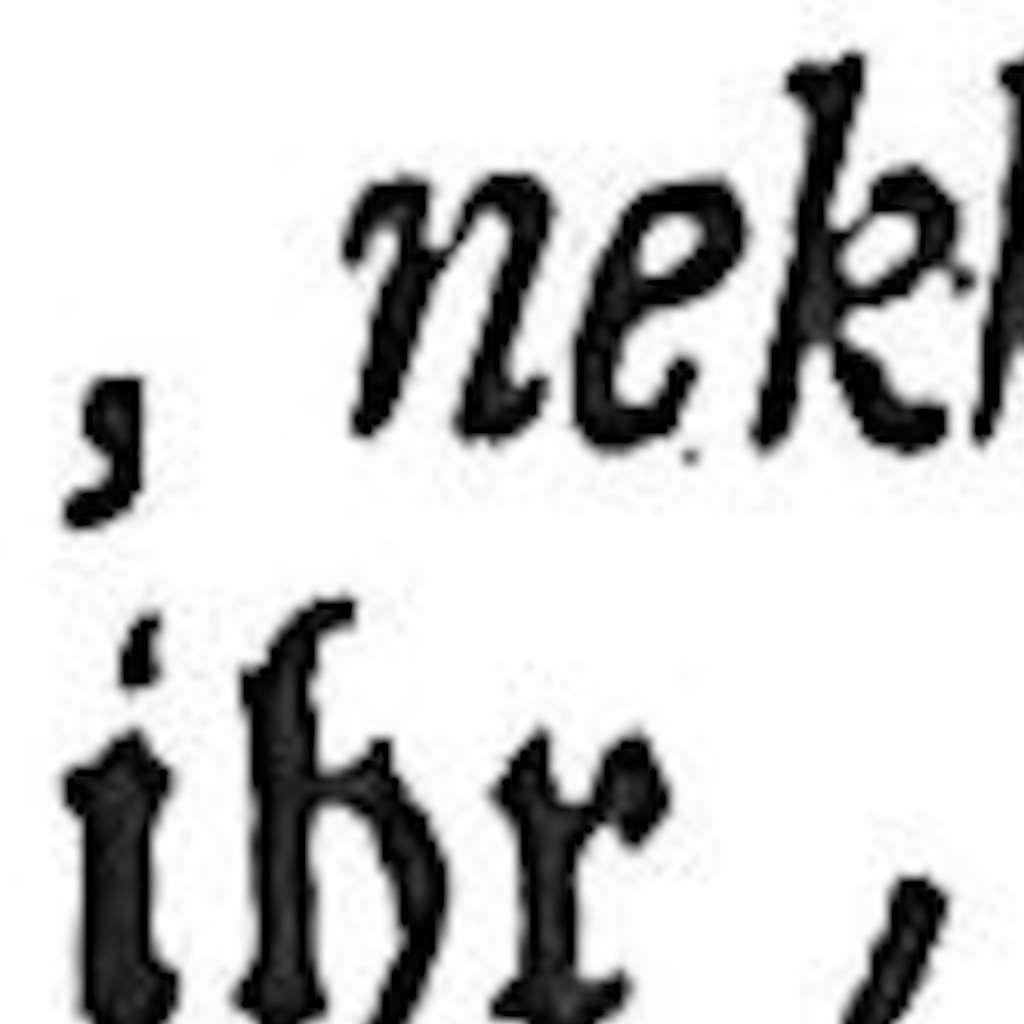 , nek
ihr ,